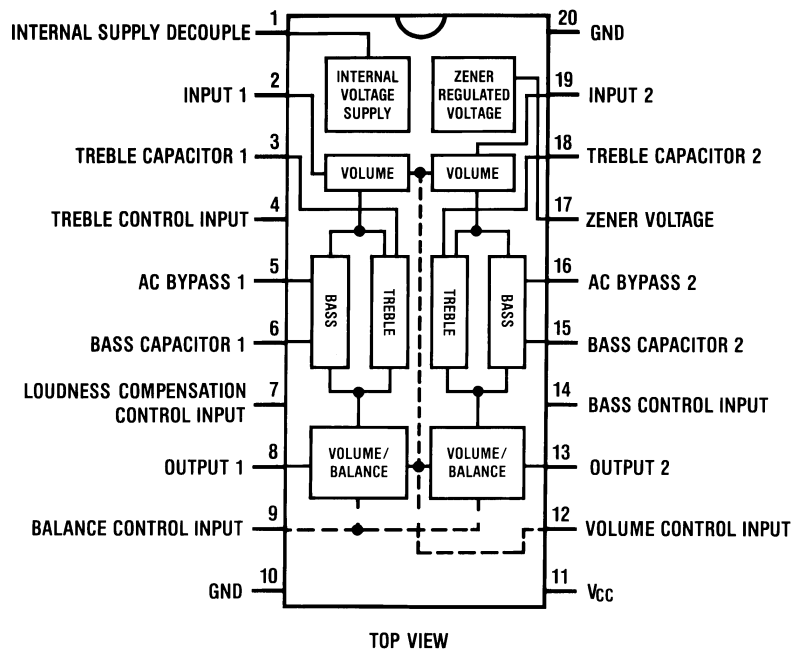 1
20
INTERNAL SUPPLY DECOUPLE
GND
2
INTERNAL
VOLTAGE
SUPPLY
ZENER
REGULATED
VOLTAGE
19
INPUT 1
INPUT 2
3
18
TREBLE CAPACITOR 1
TREBLE CAPACITOR 2
VOLUME
VOLUME
4
17
TREBLE CONTROL INPUT
ZENER VOLTAGE
5
16
AC BYPASS 1
AC BYPASS 2
BASS
TREBLE
TREBLE
BASS
6
15
BASS CAPACITOR 1
BASS CAPACITOR 2
7
14
LOUDNESS COMPENSATION
CONTROL INPUT
BASS CONTROL INPUT
8
13
OUTPUT 1
VOLUME/
BALANCE
VOLUME/
BALANCE
OUTPUT 2
9
12
BALANCE CONTROL INPUT
VOLUME CONTROL INPUT
10
11
GND
VCC
TOP VIEW